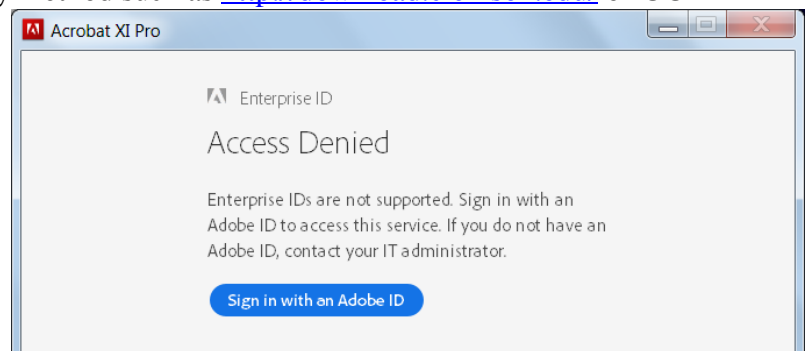 Acrobat XI Pro
Enterprise ID
Access Denied
Enterprise IDs are not supported. Sign in with an
Adobe ID to access this service. If you do not have an
Adobe ID, contact your IT administrator.
Sign in with an Adobe ID